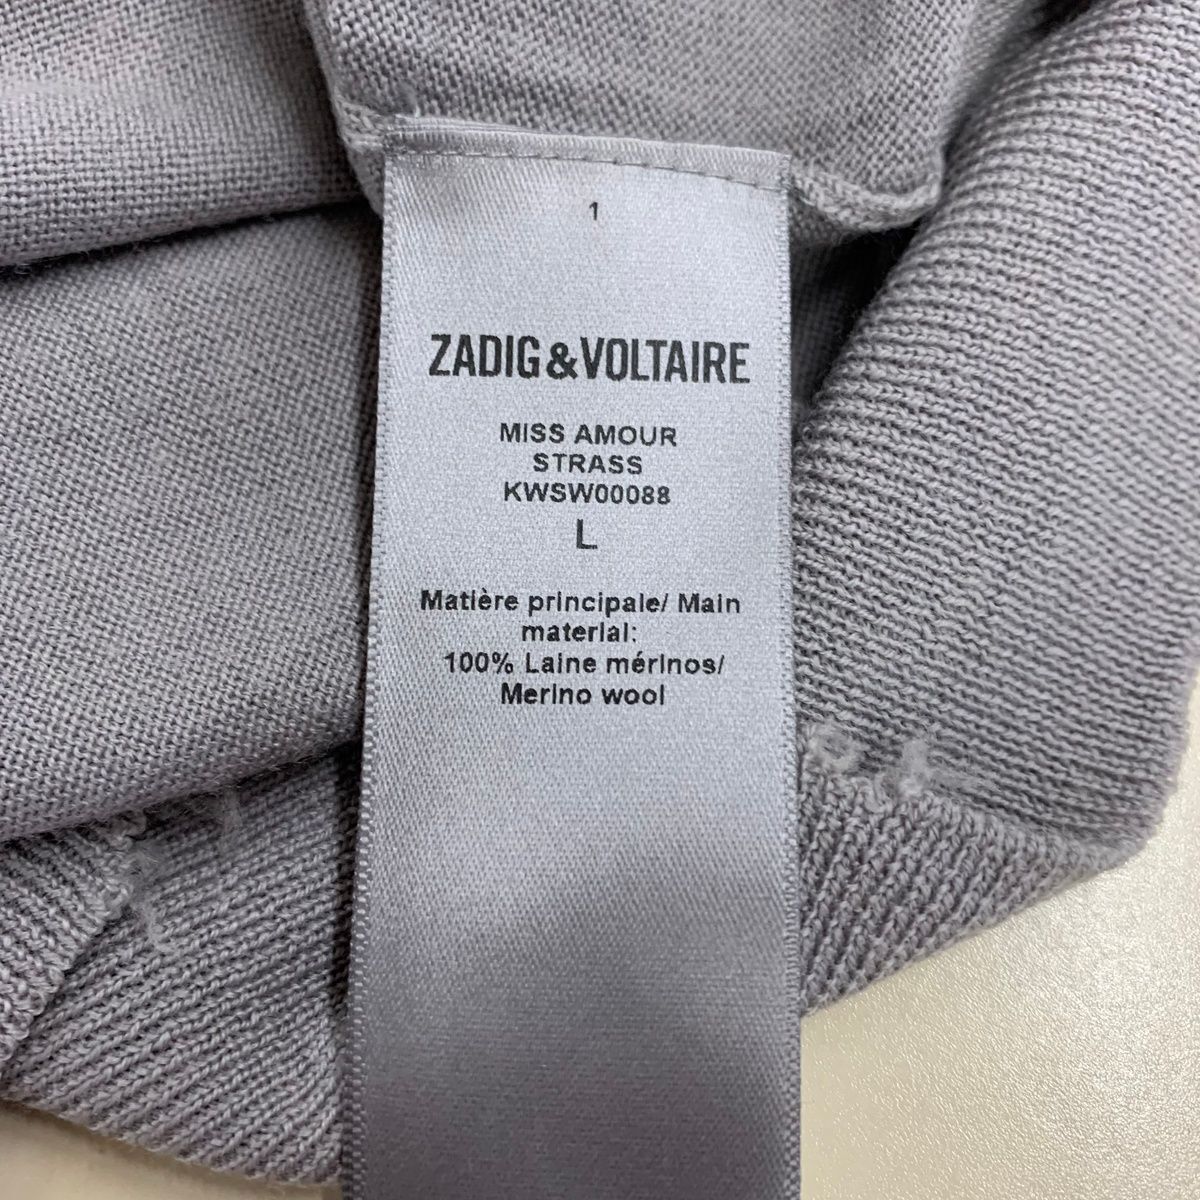 1
ZADIG&VOLTAIRE
MISS AMOUR
STRASS
KWSW00088
L
Matière principale/ Main
material:
100% Laine mérinos/
Merino wool